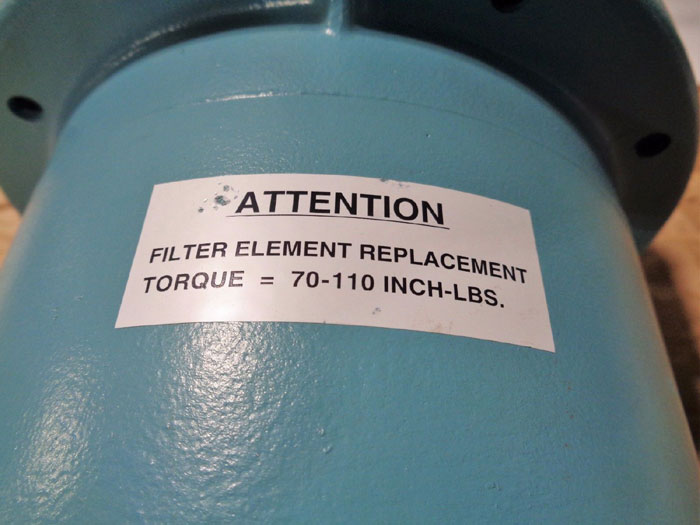 ATTENTION
FILTER ELEMENT REPLACEMENT
TORQUE = 70-110 INCH-LBS.